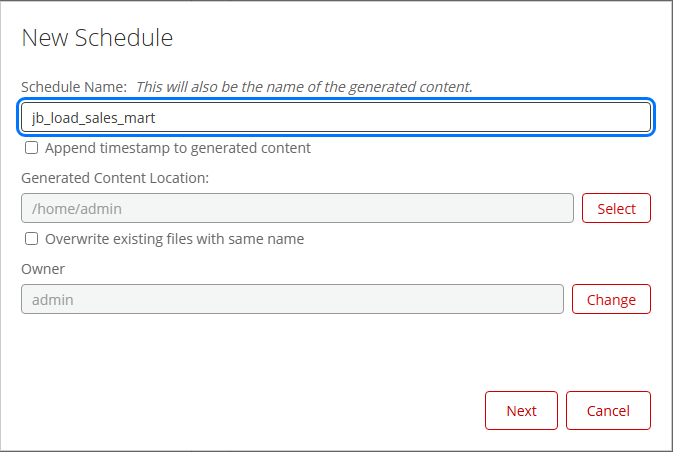 New Schedule
Schedule Name: This will also be the name of the generated content.
jb_load_sales_mart
Append timestamp to generated content
Generated Content Location:
/home/admin Select
Overwrite existing files with same name
Owner
admin Change
Next Cancel